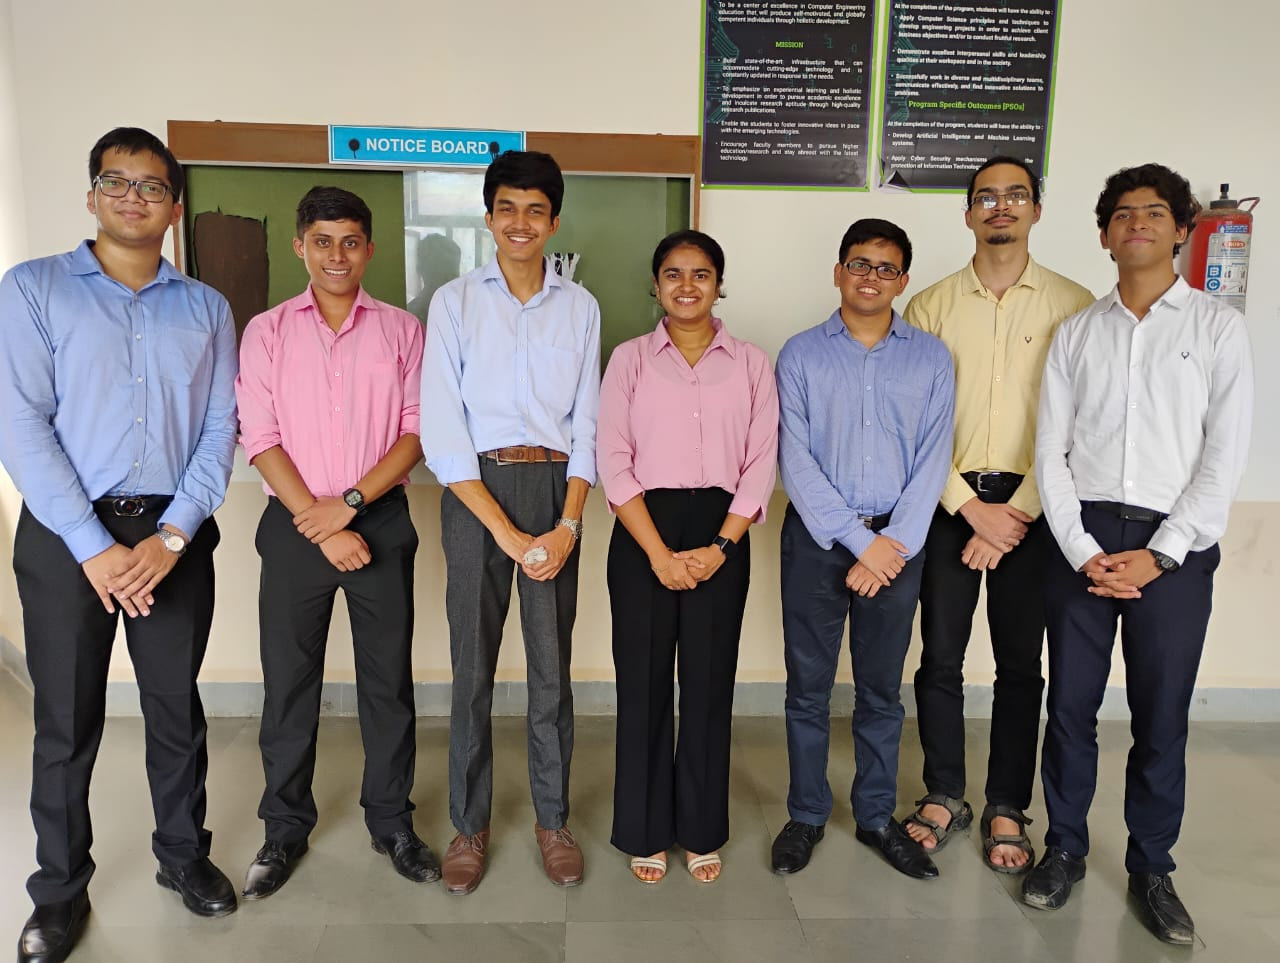 To be a center of excellence in Computer Engineering
education that will produce self-motivated, and globally
competent individuals through holistic development.
MISSION
Build state-of-the-art infrastructure that can
accommodate cutting-edge technology and is
constantly updated in response to the needs.
To emphasize on experiential learning and holistic
development in order to pursue academic excellence
and inculcate research aptitude through high-quality
research publications.
Enable the students to foster innovative ideas in pace
with the emerging technologies.
Encourage faculty members to pursue higher
education/research and stay abreast with the latest
technology.
At the completion of the program, students will have the ability to :
Apply Computer Science principles and techniques to
develop engineering projects in order to achieve client
business objectives and/or to conduct fruitful research.
Demonstrate excellent interpersonal skills and leadership
qualities at their workspace and in the society.
Successfully work in diverse and multidisciplinary teams,
communicate effectively, and find innovative solutions to
problems.
Program Specific Outcomes [PSOs]
At the completion of the program, students will have the ability to :
Develop Artificial Intelligence and Machine Learning
systems.
Apply Cyber Security mechanisms the
protection of Information
NOTICE BOARD
B
C